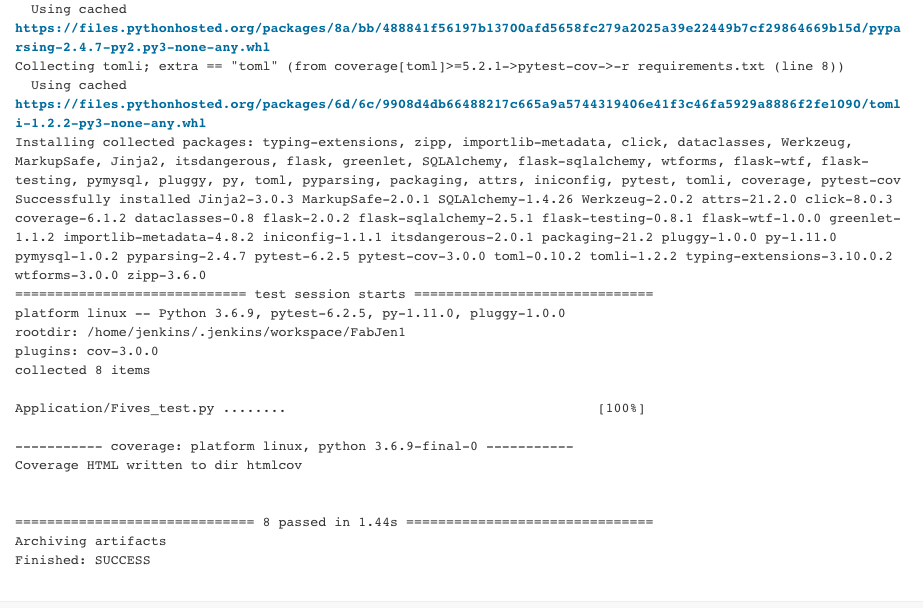 Using cached
https://files.pythonhosted.org/packages/8a/bb/488841f56197b13700afd5658fc279a2025a39e22449b7cf29864669b15d/pypa
rsing-2.4.7-py2.py3-none-any.whl
Collecting tomli; extra == "toml" (from coverage[toml]>=5.2.1->pytest-cov->-r requirements.txt (line 8))
Using cached
https://files.pythonhosted.org/packages/6d/6c/9908d4db66488217c665a9a5744319406e41f3c46fa5929a8886f2fe1090/toml
i-1.2.2-py3-none-any.whl
Installing collected packages: typing-extensions, zipp, importlib-metadata, click, dataclasses, Werkzeug,
MarkupSafe, Jinja2, itsdangerous, flask, greenlet, SQLAlchemy, flask-sqlalchemy, wtforms, flask-wtf, flask-
testing, pymysql, pluggy, py, toml, pyparsing, packaging, attrs, iniconfig, pytest, tomli, coverage, pytest-cov
Successfully installed Jinja2-3.0.3 MarkupSafe-2.0.1 SQLAlchemy-1.4.26 Werkzeug-2.0.2 attrs-21.2.0 click-8.0.3
coverage-6.1.2 dataclasses-0.8 flask-2.0.2 flask-sqlalchemy-2.5.1 flask-testing-0.8.1 flask-wtf-1.0.0 greenlet-
1.1.2 importlib-metadata-4.8.2 iniconfig-1.1.1 itsdangerous-2.0.1 packaging-21.2 pluggy-1.0.0 py-1.11.0
pymysql-1.0.2 pyparsing-2.4.7 pytest-6.2.5 pytest-cov-3.0.0 toml-0.10.2 tomli-1.2.2 typing-extensions-3.10.0.2
wtforms-3.0.0 zipp-3.6.0
============================= test session starts ==============================
platform linux -- Python 3.6.9, pytest-6.2.5, py-1.11.0, pluggy-1.0.0
rootdir: /home/jenkins/.jenkins/workspace/FabJen1
plugins: cov-3.0.0
collected 8 items
Application/Fives_test.py ........ [100%]
----------- coverage: platform linux, python 3.6.9-final-0 -----------
Coverage HTML written to dir htmlcov
============================== 8 passed in 1.44s ===============================
Archiving artifacts
Finished: SUCCESS